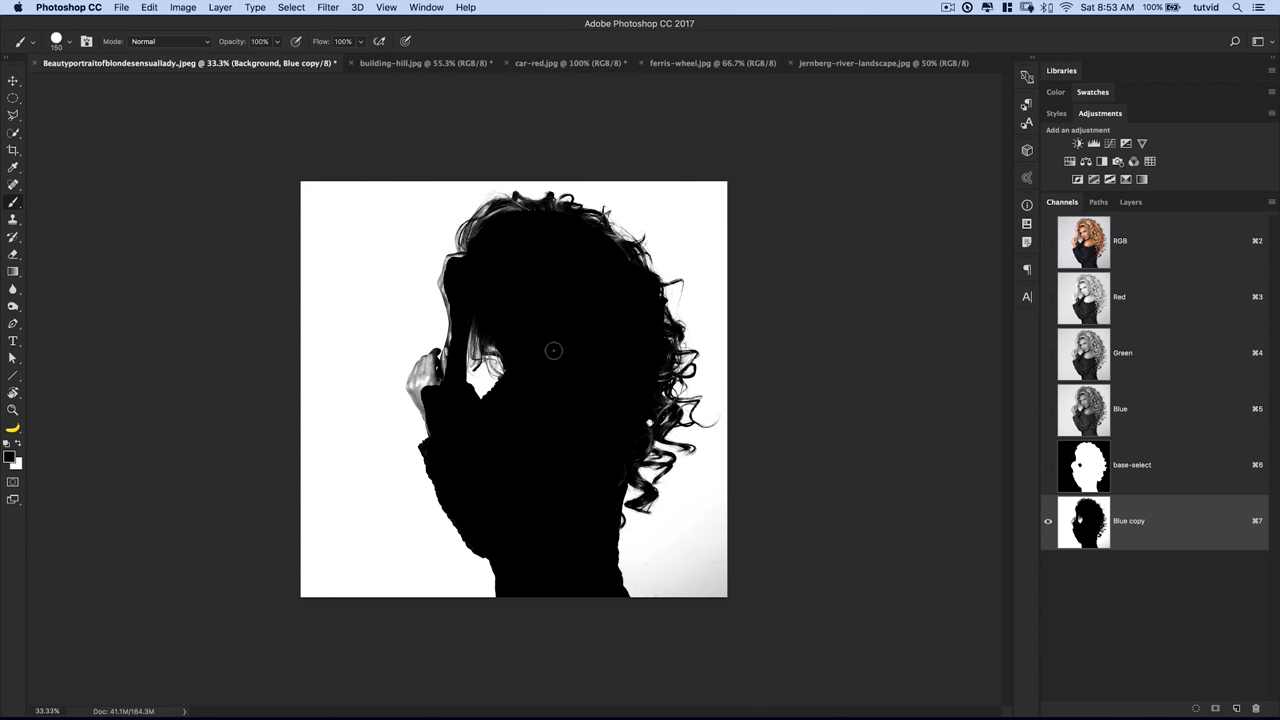 Photoshop CC File Edit Image Layer Type Select Filter 3D View Window Help 100% Sat 8:53 AM tutvid
Adobe Photoshop CC 2017
150 Mode: Normal Opacity: 100% Flow: 100%
Beautyportraitofblondesensuallady.jpeg @ 33.3% (Background, Blue copy/8) * building-hill.jpg @ 55.3% (RGB/8) * car-red.jpg @ 100% (RGB/8) * ferris-wheel.jpg @ 66.7% (RGB/8) jernberg-river-landscape.jpg @ 50% (RGB/8)
Libraries
Color Swatches
Styles Adjustments
Add an adjustment
Channels Paths Layers
RGB ⌘2
Red ⌘3
Green ⌘4
Blue ⌘5
base-select ⌘6
Blue copy ⌘7
33.33% Doc: 41.1M/164.3M